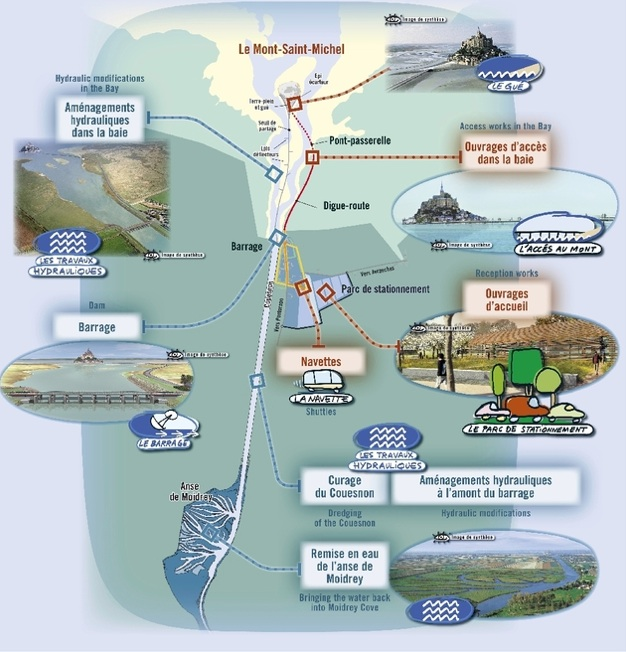 Image de synthèse
Le Mont-Saint-Michel
LE GUÉ
Epi
écarteur
Terre-plein
et gué
Hydraulic modifications
in the Bay
Aménagements
hydrauliques
dans la baie
Seuil de
partage
Pont-passerelle
Access works in the Bay
Ouvrages d'accès
dans la baie
Digue-route
Image de synthèse
L'ACCÈS AU MONT
Image de synthèse
LES TRAVAUX
HYDRAULIQUES
Barrage
Couesnon
Parc de stationnement
Reception works
Ouvrages
d'accueil
Dam
Barrage
Image de synthèse
Image de synthèse
Navettes
LA NAVETTE
Shuttles
LE BARRAGE
LE PARC DE STATIONNEMENT
LES TRAVAUX
HYDRAULIQUES
Anse
de Moidrey
Curage
du Couesnon
Aménagements hydrauliques
à l'amont du barrage
Dredging
of the Couesnon
Hydraulic modifications
Image de synthèse
Remise en eau
de l'anse de
Moidrey
Bringing the water back
into Moidrey Cove